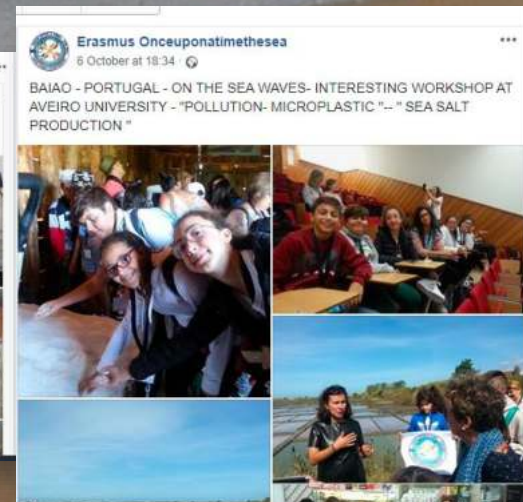 Erasmus Onceuponatimethesea
6 October at 18:34
BAIAO - PORTUGAL - ON THE SEA WAVES- INTERESTING WORKSHOP AT
AVEIRO UNIVERSITY - "POLLUTION- MICROPLASTIC "-- " SEA SALT
PRODUCTION "